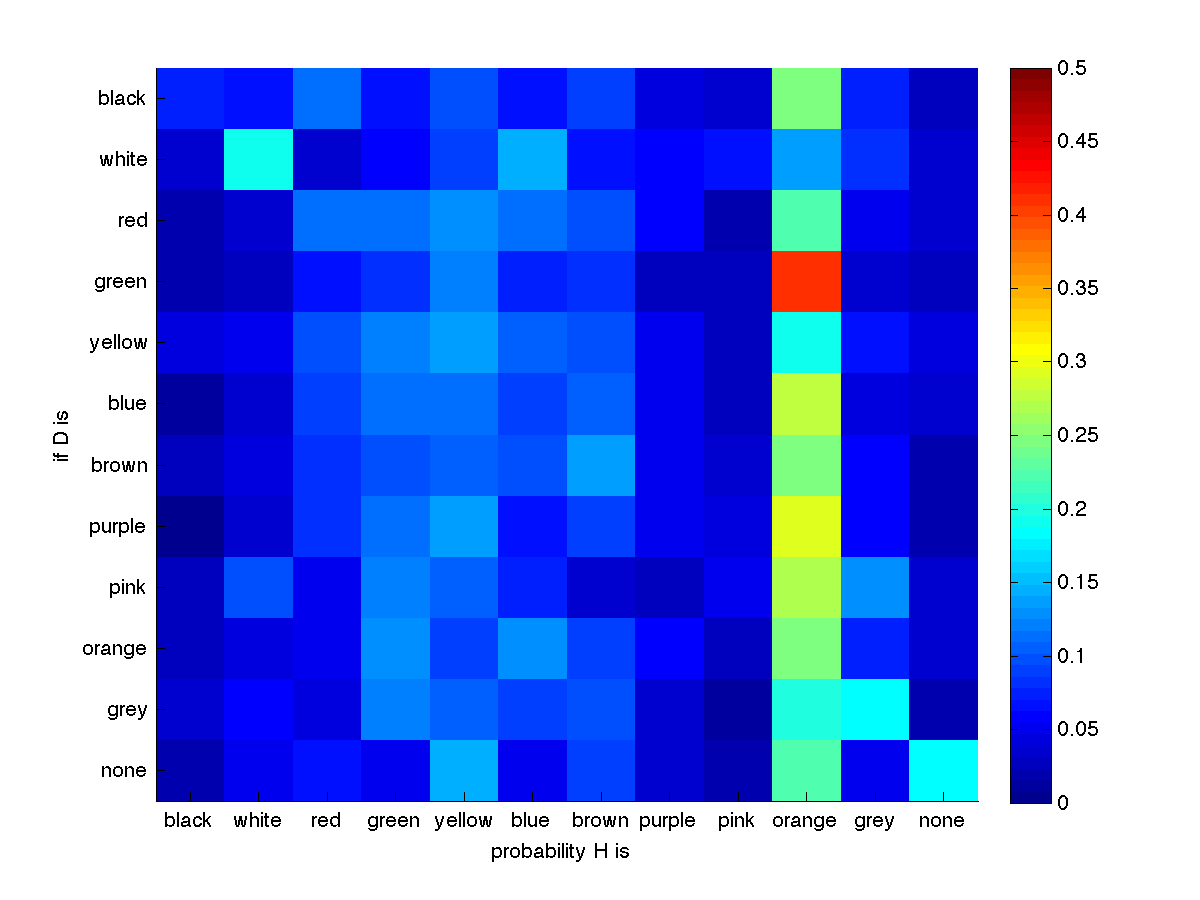 0.5
black
0.45
white
0.4
red
0.35
green
0.3
yellow
0.25
blue
if D is
0.2
brown
0.15
purple
pink
0.1
orange
0.05
grey
none
0
black white red green yellow blue brown purple pink orange grey none
probability H is